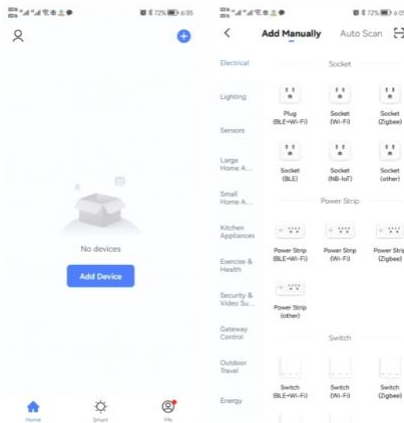 72% 6:05
No devices
Add Device
Home
Smart
Me
72% 6:05
Add Manually
Auto Scan
Electrical
Lighting
Sensors
Large
Home A...
Small
Home A...
Kitchen
Appliances
Exercise &
Health
Security &
Video Su...
Gateway
Control
Outdoor
Travel
Energy
Socket
Plug
(BLE+Wi-Fi)
Socket
(Wi-Fi)
Socket
(Zigbee)
Socket
(BLE)
Socket
(NB-IoT)
Socket
(other)
Power Strip
Power Strip
(BLE+Wi-Fi)
Power Strip
(Wi-Fi)
Power Strip
(Zigbee)
Power Strip
(other)
Switch
Switch
(BLE+Wi-Fi)
Switch
(Wi-Fi)
Switch
(Zigbee)